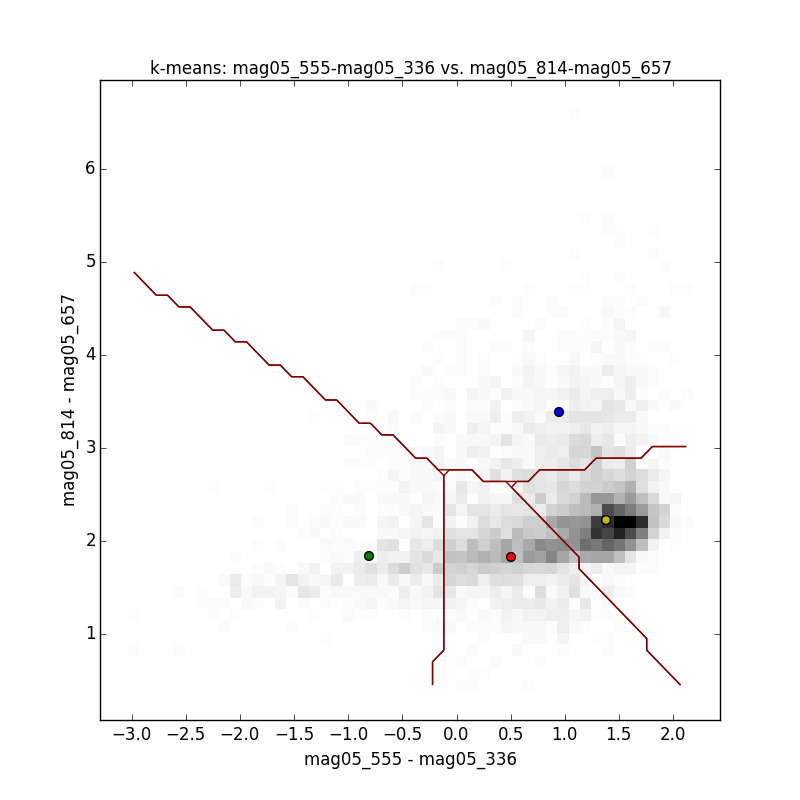 k-means: mag05_555-mag05_336 vs. mag05_814-mag05_657
6
5
4
3
2
1
mag05_814 - mag05_657
−3.0 −2.5 −2.0 −1.5 −1.0 −0.5 0.0 0.5 1.0 1.5 2.0
mag05_555 - mag05_336